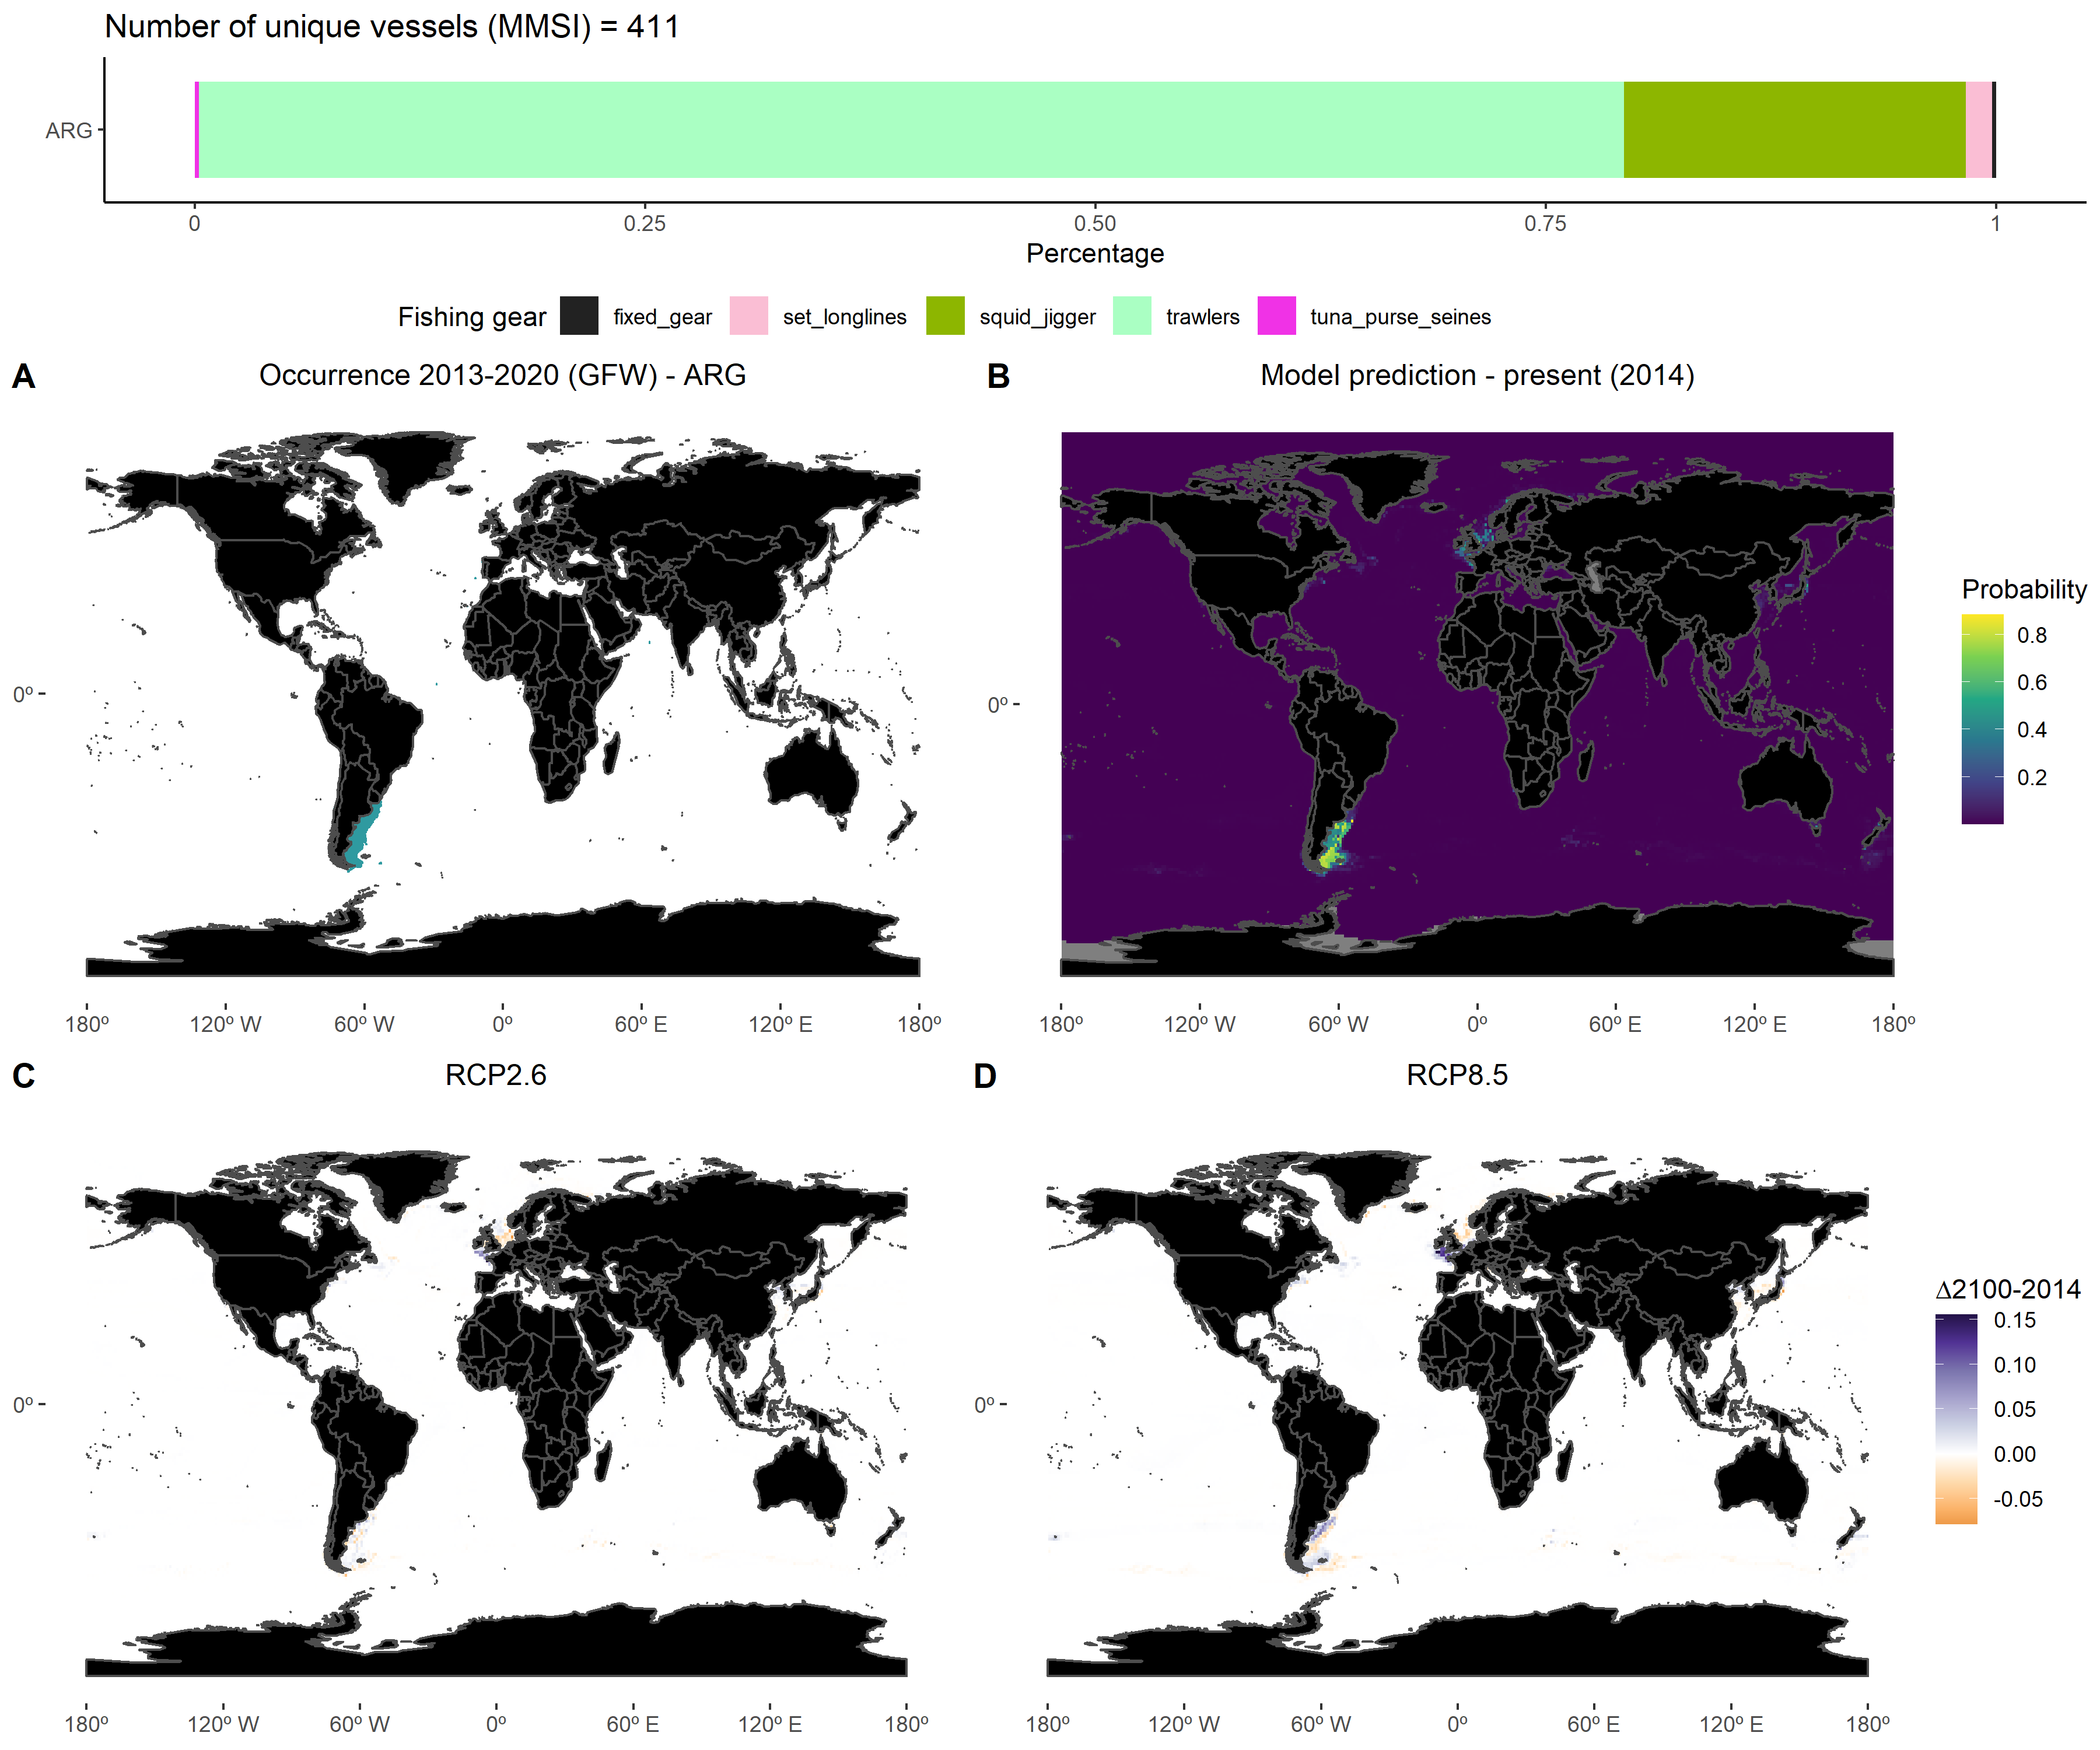 Number of unique vessels (MMSI) = 411
ARG
0 0.25 0.50 0.75 1
Percentage
Fishing gear fixed_gear set_longlines squid_jigger trawlers tuna_purse_seines
A Occurrence 2013-2020 (GFW) - ARG
0º
180º 120º W 60º W 0º 60º E 120º E 180º
B Model prediction - present (2014)
0º
180º 120º W 60º W 0º 60º E 120º E 180º
Probability
0.8
0.6
0.4
0.2
C RCP2.6
0º
180º 120º W 60º W 0º 60º E 120º E 180º
D RCP8.5
0º
180º 120º W 60º W 0º 60º E 120º E 180º
Δ2100-2014
0.15
0.10
0.05
0.00
-0.05